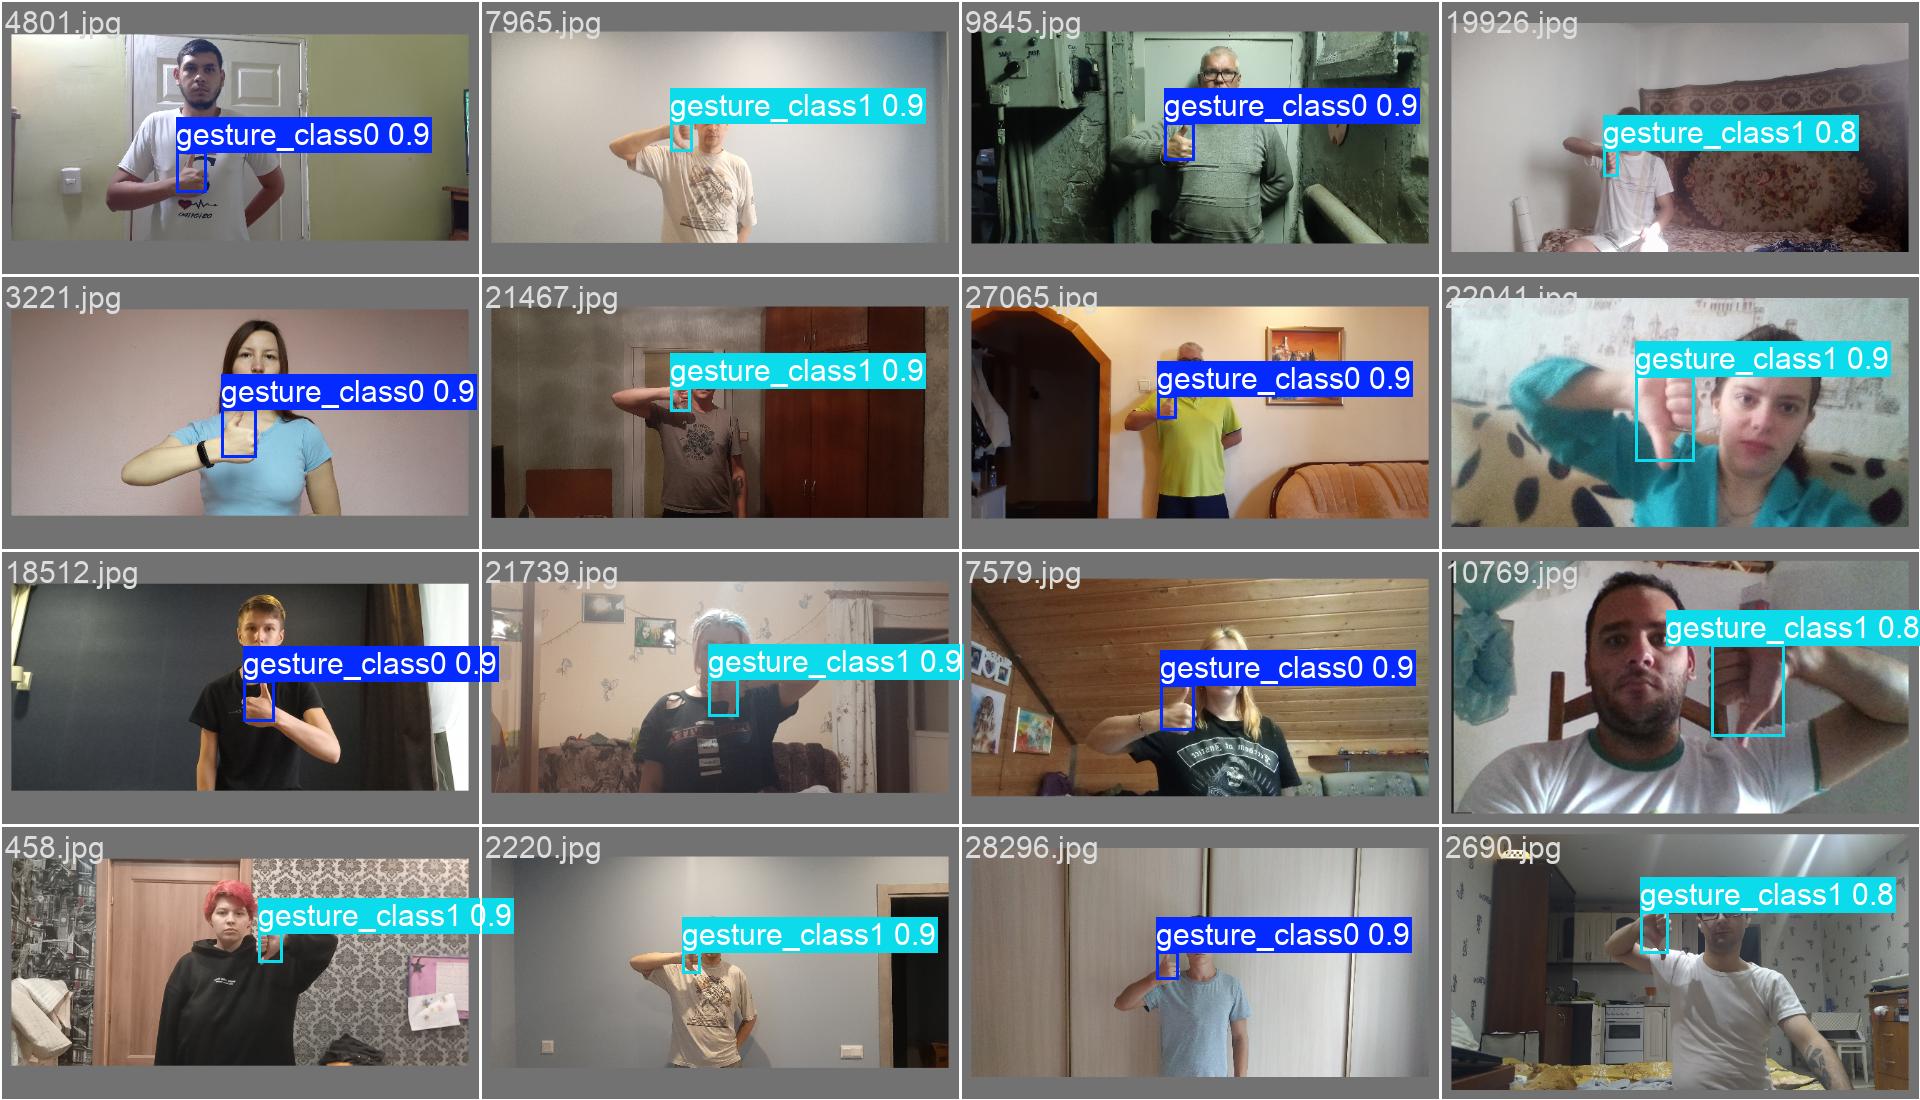 4801.jpg
gesture_class0 0.9
7965.jpg
gesture_class1 0.9
9845.jpg
gesture_class0 0.9
19926.jpg
gesture_class1 0.8
3221.jpg
gesture_class0 0.9
21467.jpg
gesture_class1 0.9
27065.jpg
gesture_class0 0.9
22041.jpg
gesture_class1 0.9
18512.jpg
gesture_class0 0.9
21739.jpg
gesture_class1 0.9
7579.jpg
gesture_class0 0.9
10769.jpg
gesture_class1 0.8
458.jpg
gesture_class1 0.9
2220.jpg
gesture_class1 0.9
28296.jpg
gesture_class0 0.9
2690.jpg
gesture_class1 0.8